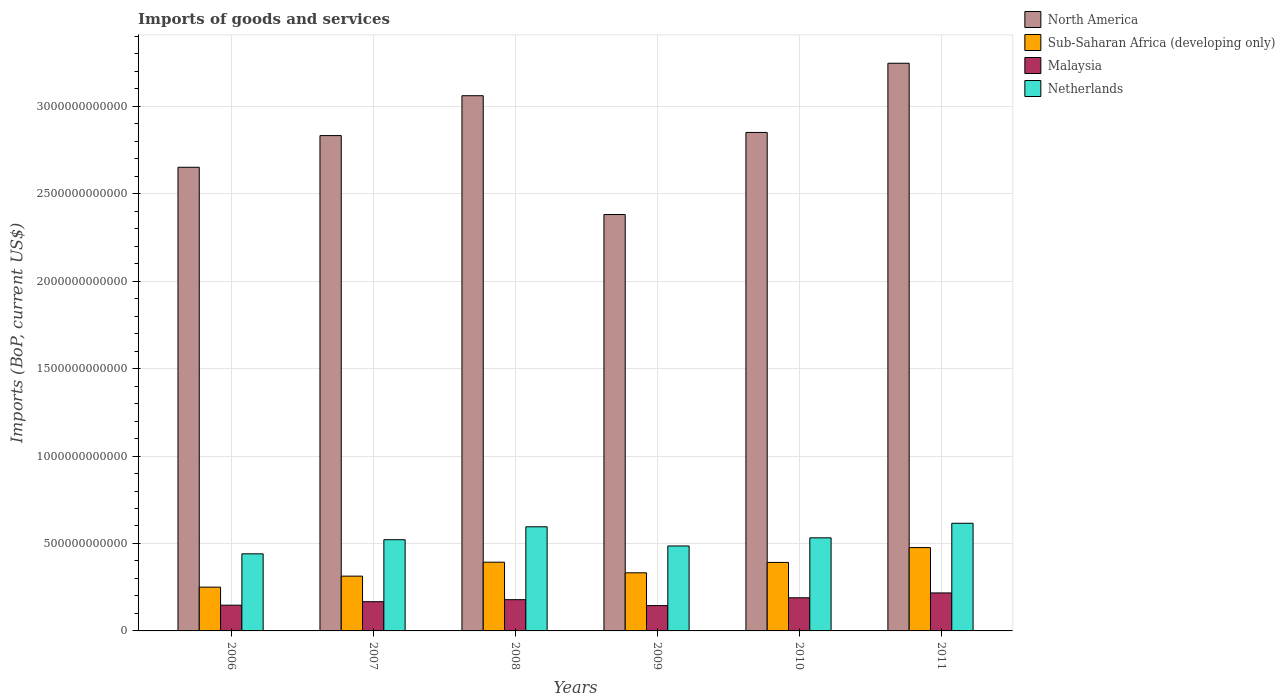 Imports of goods and services
North America
Sub-Saharan Africa (developing only)
Malaysia
Netherlands
Imports (BoP, current US$)
3000000000000
2500000000000
2000000000000
1500000000000
1000000000000
500000000000
0
2006
2007
2008
2009
2010
2011
Years